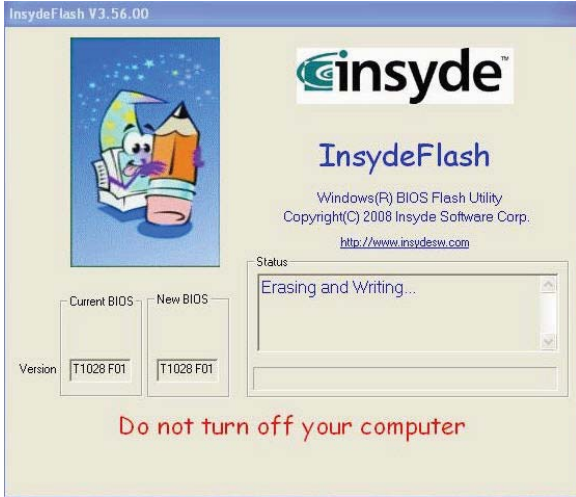 InsydeFlash V3.56.00
insyde™
InsydeFlash
Windows(R) BIOS Flash Utility
Copyright(C) 2008 Insyde Software Corp.
http://www.insydesw.com
Status
Erasing and Writing...
Current BIOS
New BIOS
Version
T1028 F01
T1028 F01
Do not turn off your computer